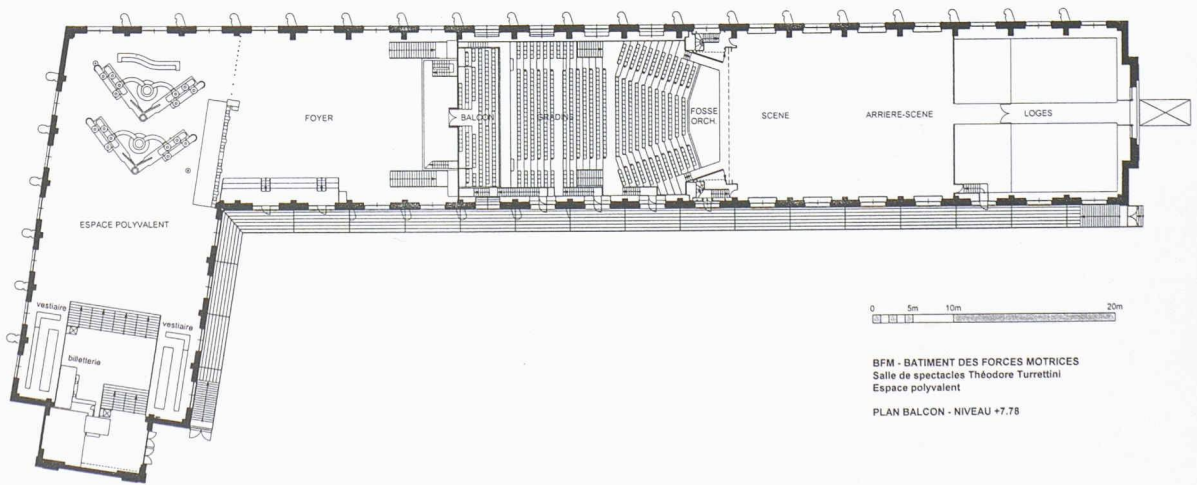 FOYER
BALCON
GRADINS
FOSSE
ORCH.
SCENE
ARRIERE-SCENE
LOGES
ESPACE POLYVALENT
vestiaire
vestiaire
billetterie
0 5m 10m 20m
BFM - BATIMENT DES FORCES MOTRICES
Salle de spectacles Théodore Turrettini
Espace polyvalent
PLAN BALCON - NIVEAU +7.78